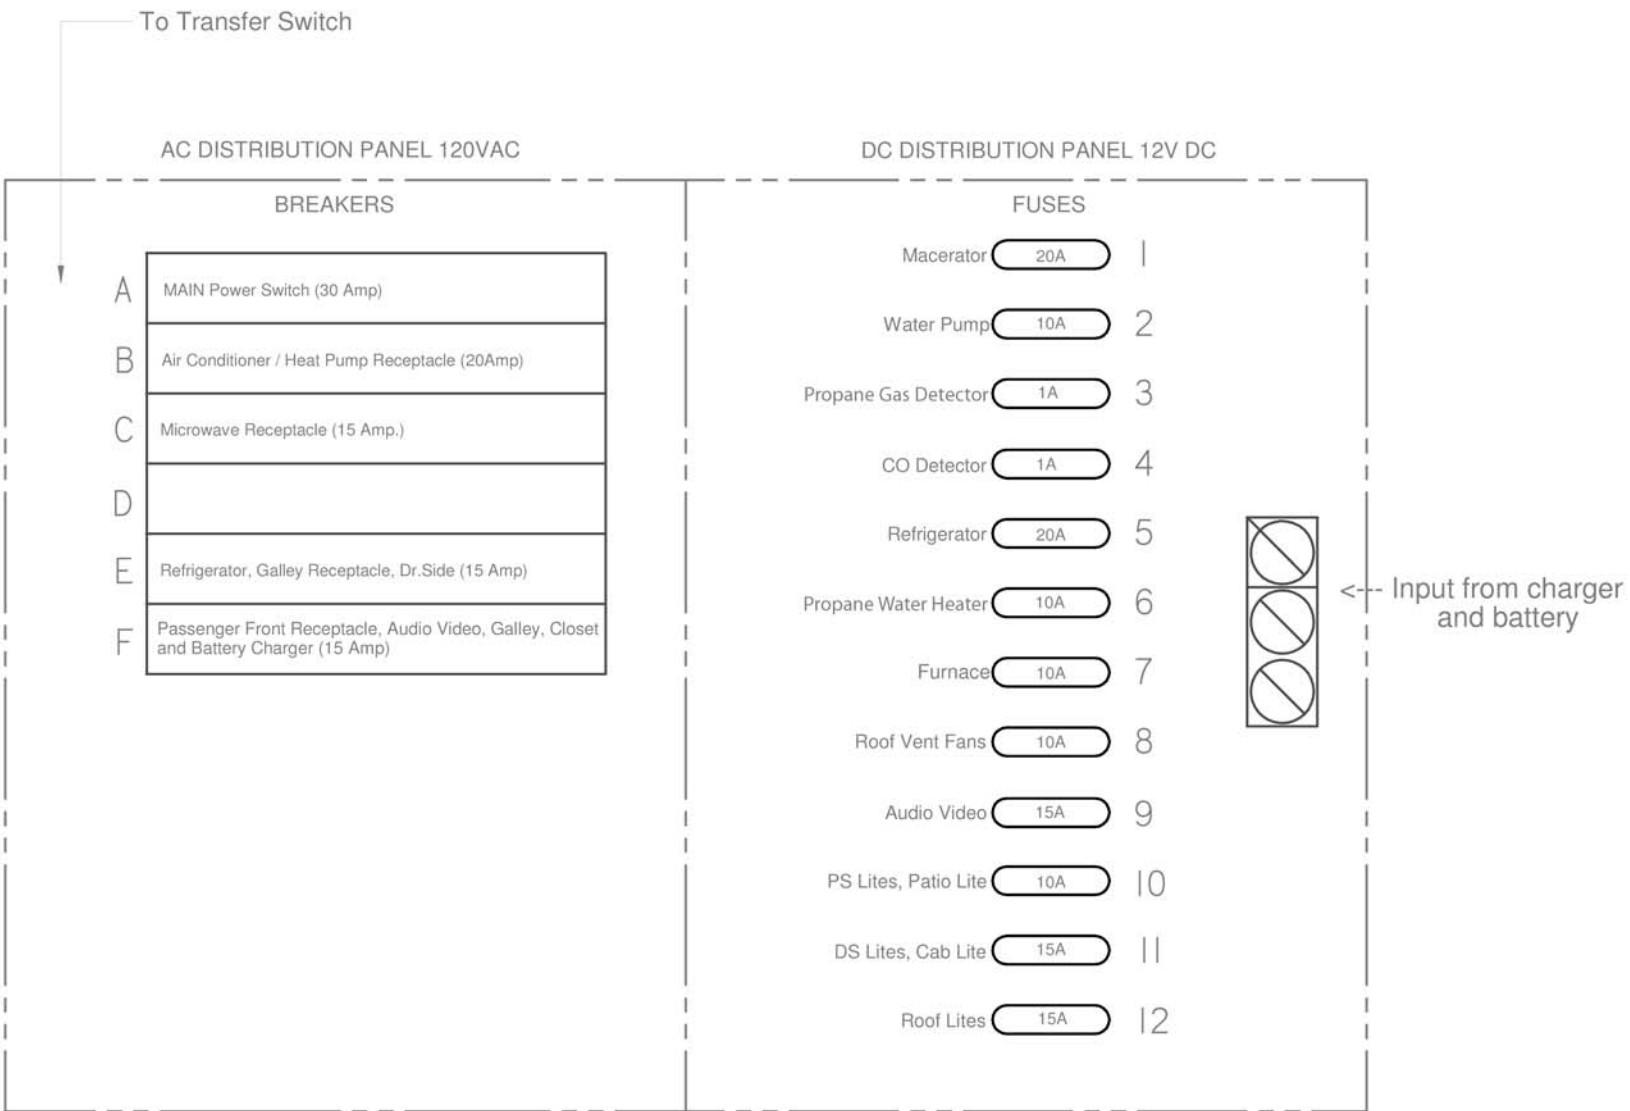 To Transfer Switch
AC DISTRIBUTION PANEL 120VAC
BREAKERS
A MAIN Power Switch (30 Amp)
B Air Conditioner / Heat Pump Receptacle (20Amp)
C Microwave Receptacle (15 Amp.)
D
E Refrigerator, Galley Receptacle, Dr.Side (15 Amp)
F Passenger Front Receptacle, Audio Video, Galley, Closet
and Battery Charger (15 Amp)
DC DISTRIBUTION PANEL 12V DC
FUSES
Macerator 20A 1
Water Pump 10A 2
Propane Gas Detector 1A 3
CO Detector 1A 4
Refrigerator 20A 5
Propane Water Heater 10A 6
Furnace 10A 7
Roof Vent Fans 10A 8
Audio Video 15A 9
PS Lites, Patio Lite 10A 10
DS Lites, Cab Lite 15A 11
Roof Lites 15A 12
<--- Input from charger
and battery